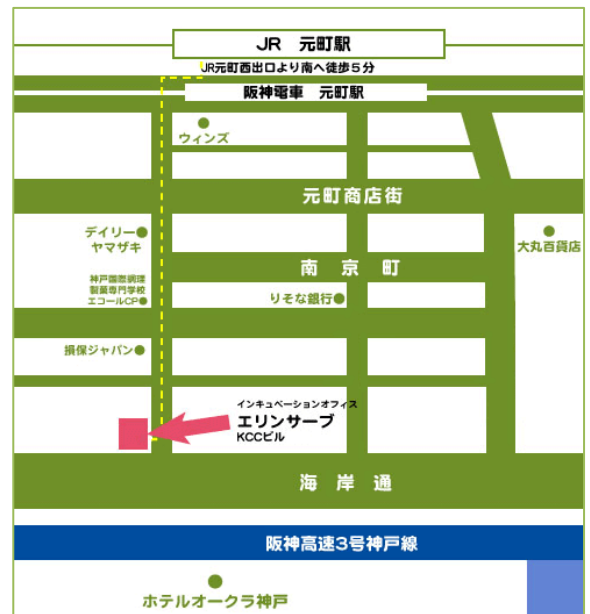 JR 元町駅
JR元町西出口より南へ徒歩5分
阪神電車 元町駅
ウィンズ
元町商店街
デイリー
ヤマザキ
大丸百貨店
南京町
神戸国際調理
製菓専門学校
エコールCP
りそな銀行
損保ジャパン
インキュベーションオフィス
エリンサーブ
KCCビル
海岸通
阪神高速3号神戸線
ホテルオークラ神戸